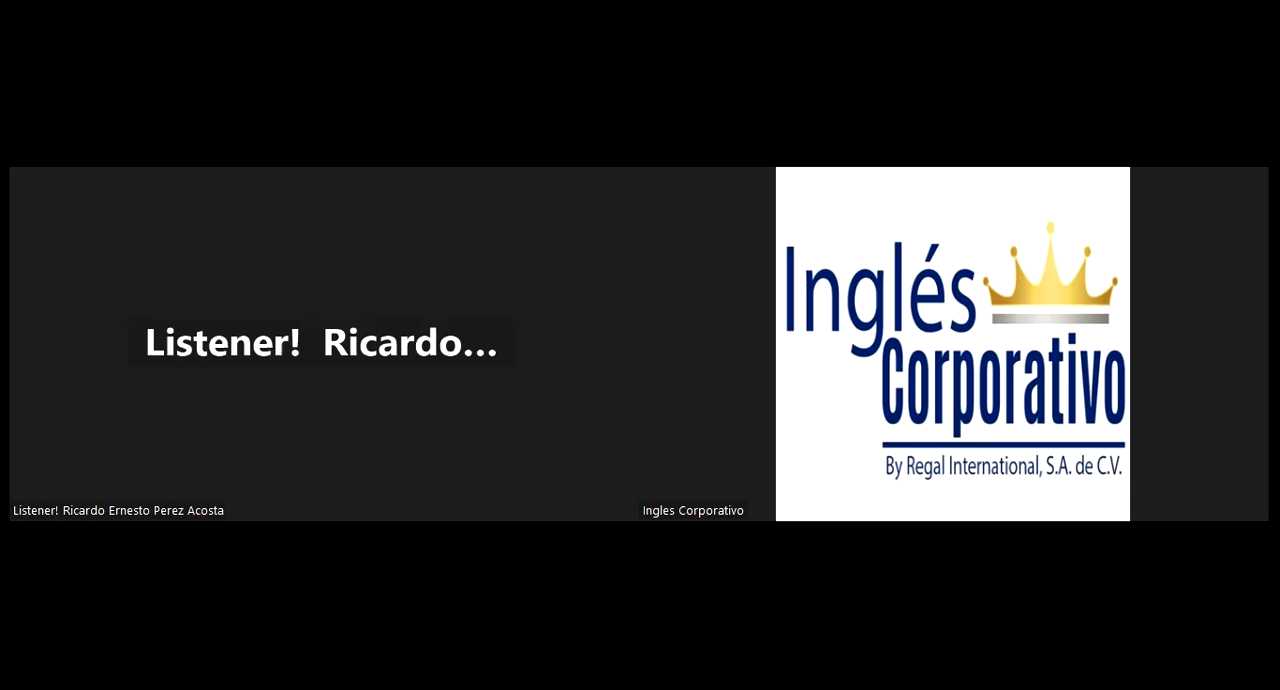 Listener! Ricardo...
Listener! Ricardo Ernesto Perez Acosta
Inglés
Corporativo
By Regal International, S.A. de C.V.
Ingles Corporativo